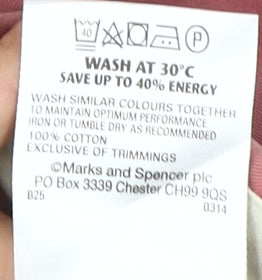 40 P
WASH AT 30°C
SAVE UP TO 40% ENERGY
WASH SIMILAR COLOURS TOGETHER
TO MAINTAIN OPTIMUM PERFORMANCE
IRON OR TUMBLE DRY AS RECOMMENDED
100% COTTON
EXCLUSIVE OF TRIMMINGS
©Marks and Spencer plc
PO Box 3339 Chester CH99 9QS
B25 0314